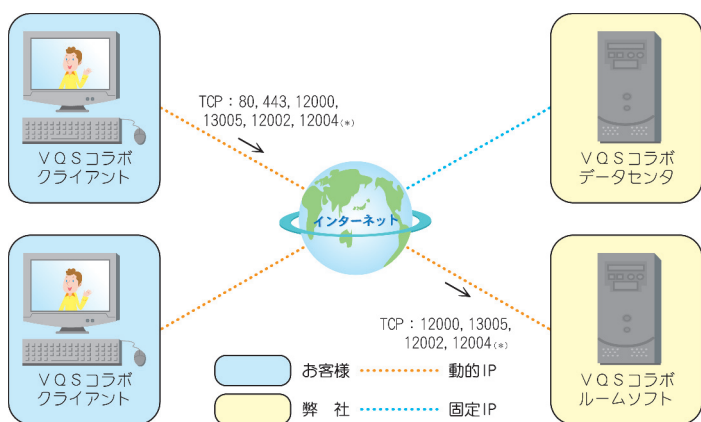 TCP : 80, 443, 12000,
13005, 12002, 12004(*)
VQSコラボ
クライアント
VQSコラボ
データセンタ
インターネット
TCP : 12000, 13005,
12002, 12004(*)
VQSコラボ
クライアント
VQSコラボ
ルームソフト
お客様 動的IP
弊 社 固定IP